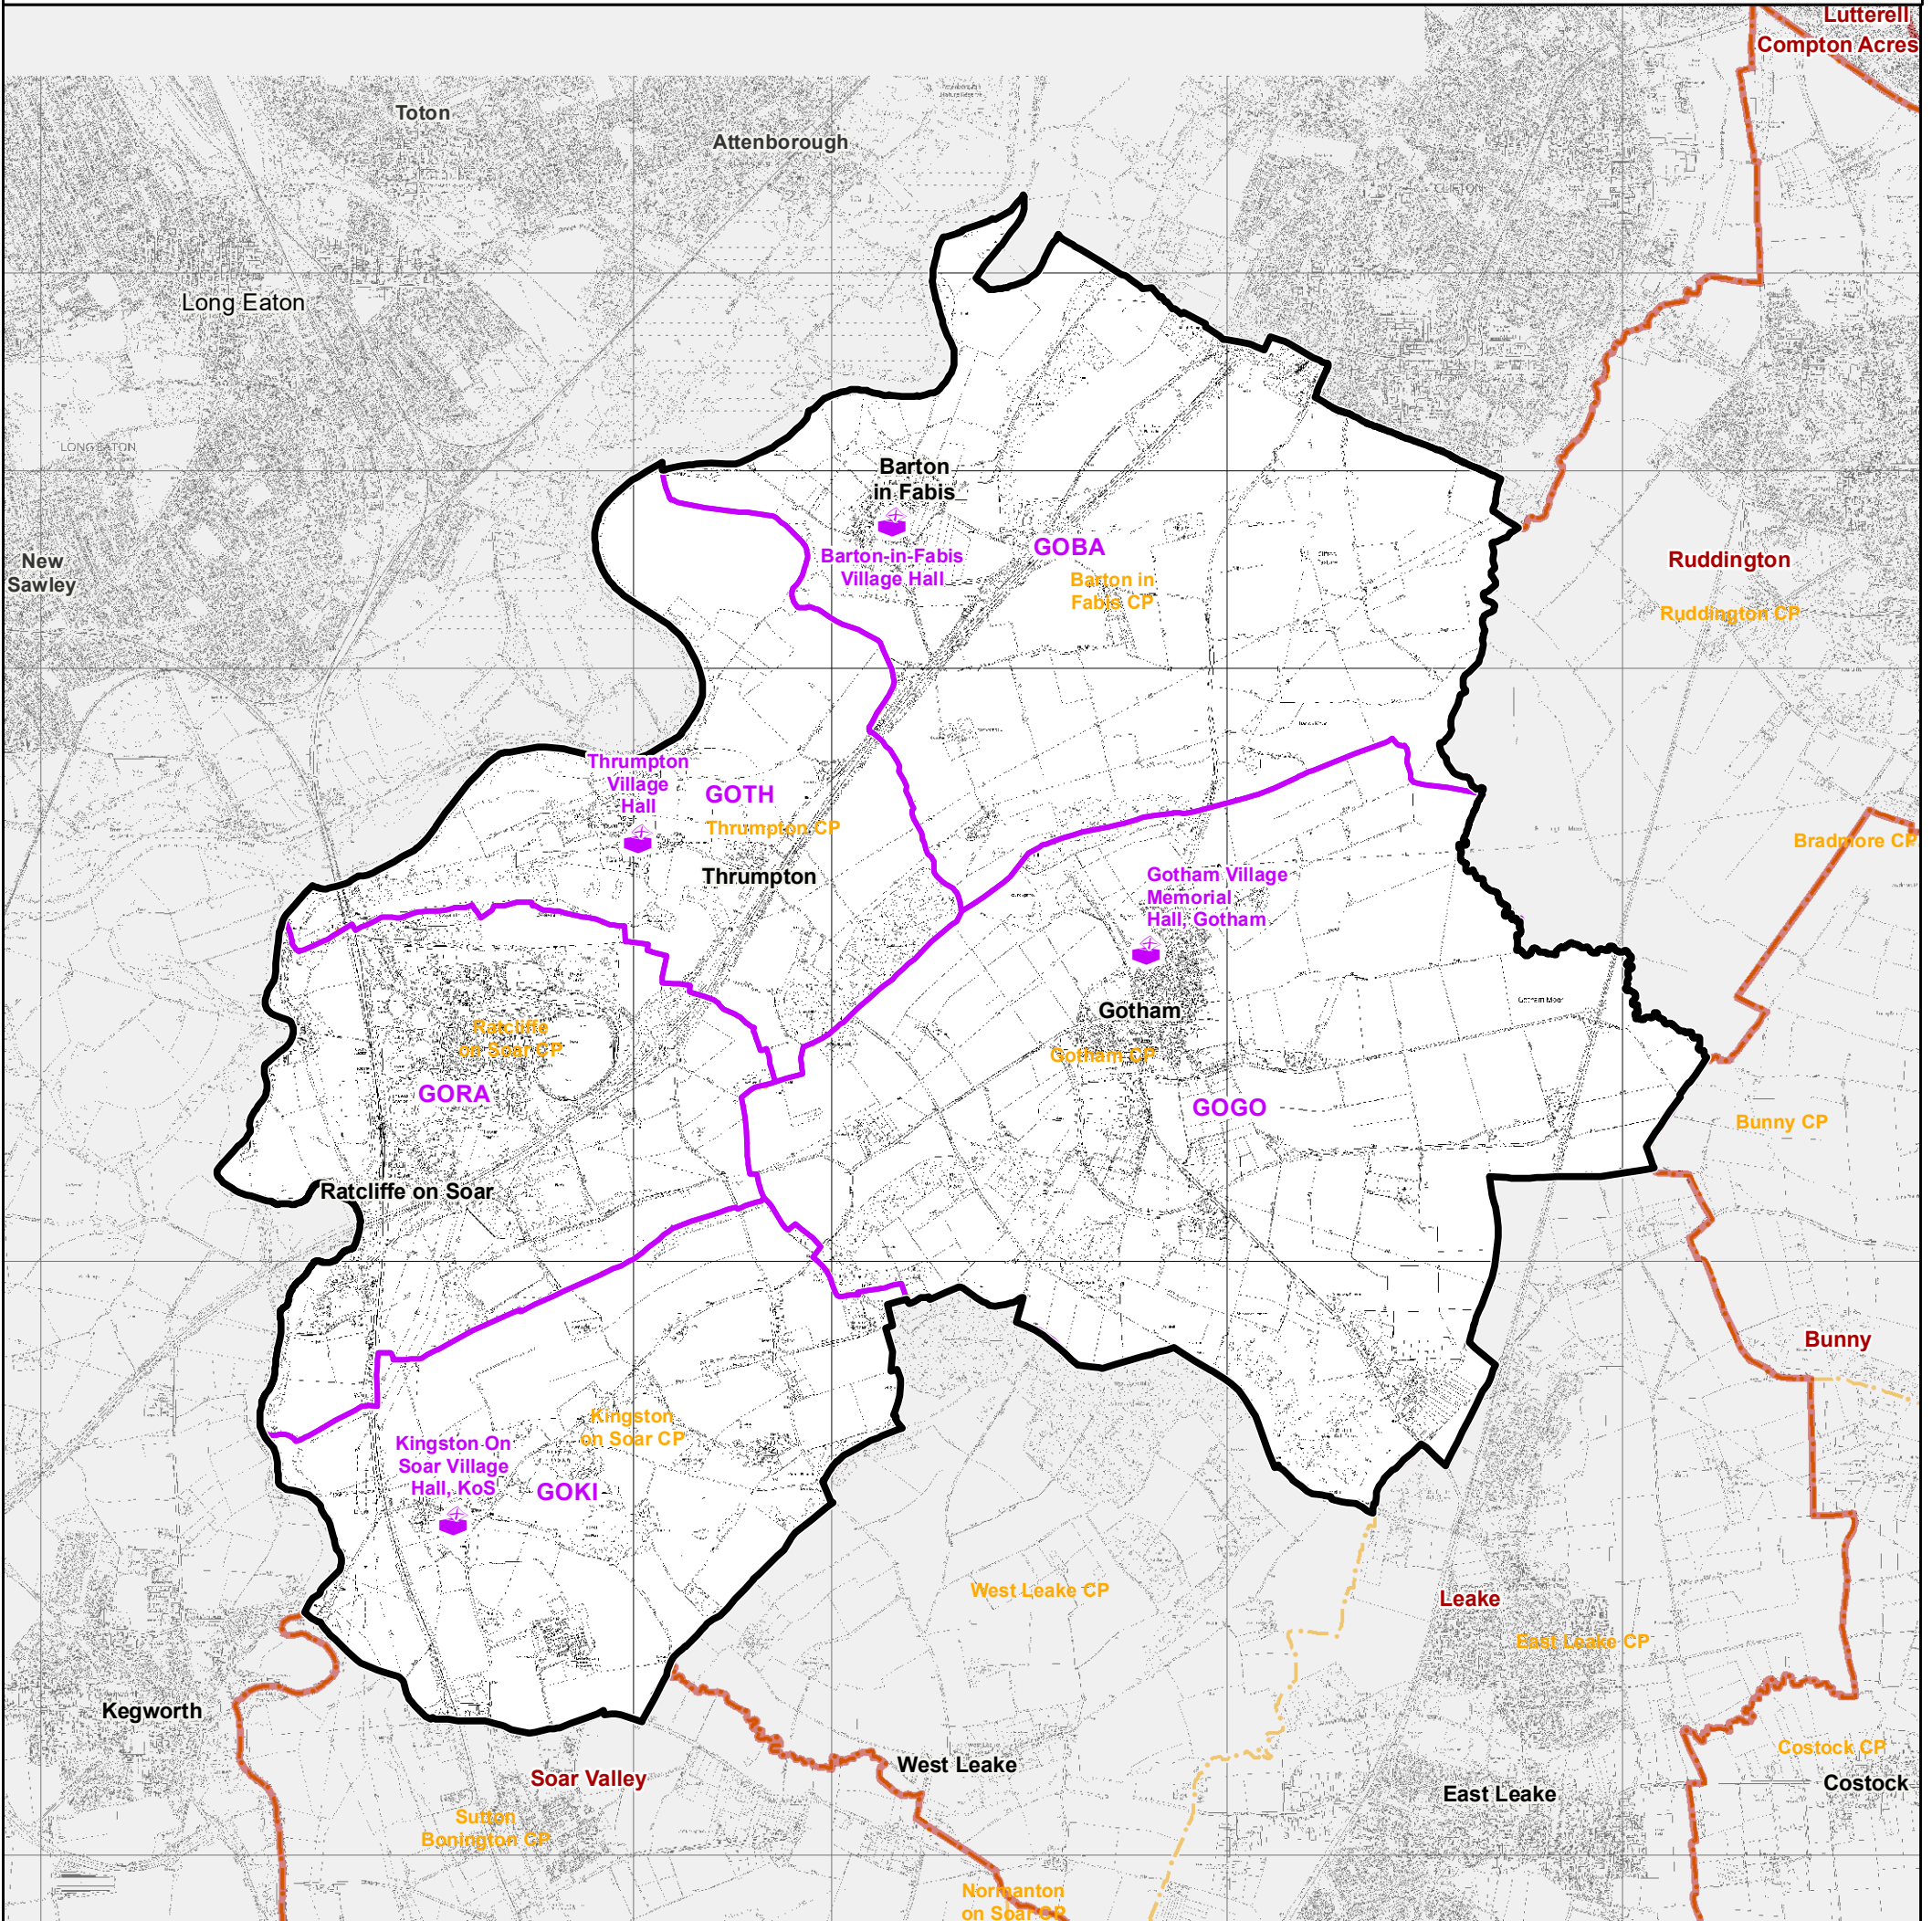 Lutterell
Compton Acres
Toton
Attenborough
CLIFTON
Long Eaton
LONG EATON
Barton
in Fabis
Barton-in-Fabis
Village Hall
GOBA
Barton in
Fabis CP
New
Sawley
Ruddington
Ruddington CP
Thrumpton
Village
Hall
GOTH
Thrumpton CP
Thrumpton
Bradmore CP
Gotham Village
Memorial
Hall, Gotham
Gotham Moor
Gotham
Gotham CP
Ratcliffe
on Soar CP
GORA
GOGO
Bunny CP
Ratcliffe on Soar
Bunny
Kingston
on Soar CP
Kingston On
Soar Village
Hall, KoS
GOKI
West Leake CP
Leake
East Leake CP
Kegworth
Costock CP
West Leake
Soar Valley
Costock
East Leake
Sutton
Bonington CP
Normanton
on Soar CP